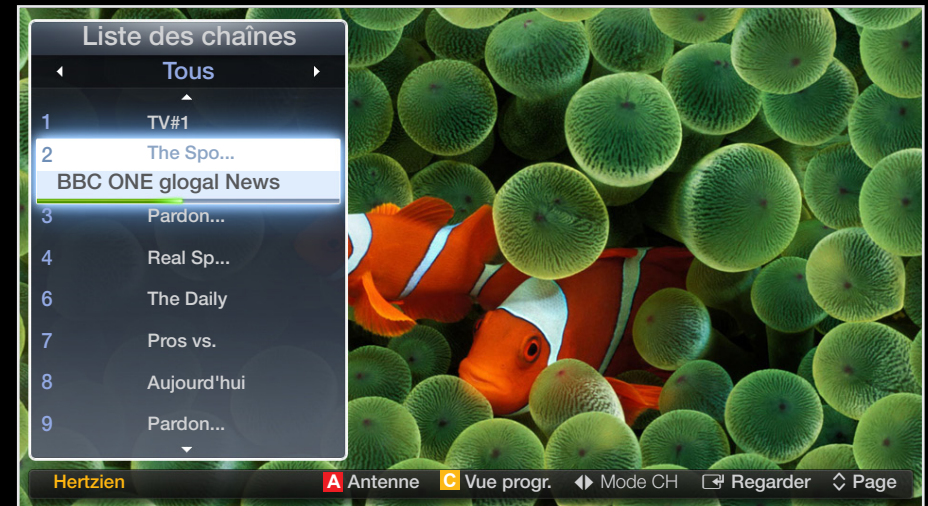 Liste des chaînes
Tous
1 TV#1
2 The Spo...
BBC ONE glogal News
3 Pardon...
4 Real Sp...
6 The Daily
7 Pros vs.
8 Aujourd'hui
9 Pardon...
Hertzien A Antenne C Vue progr. Mode CH Regarder Page